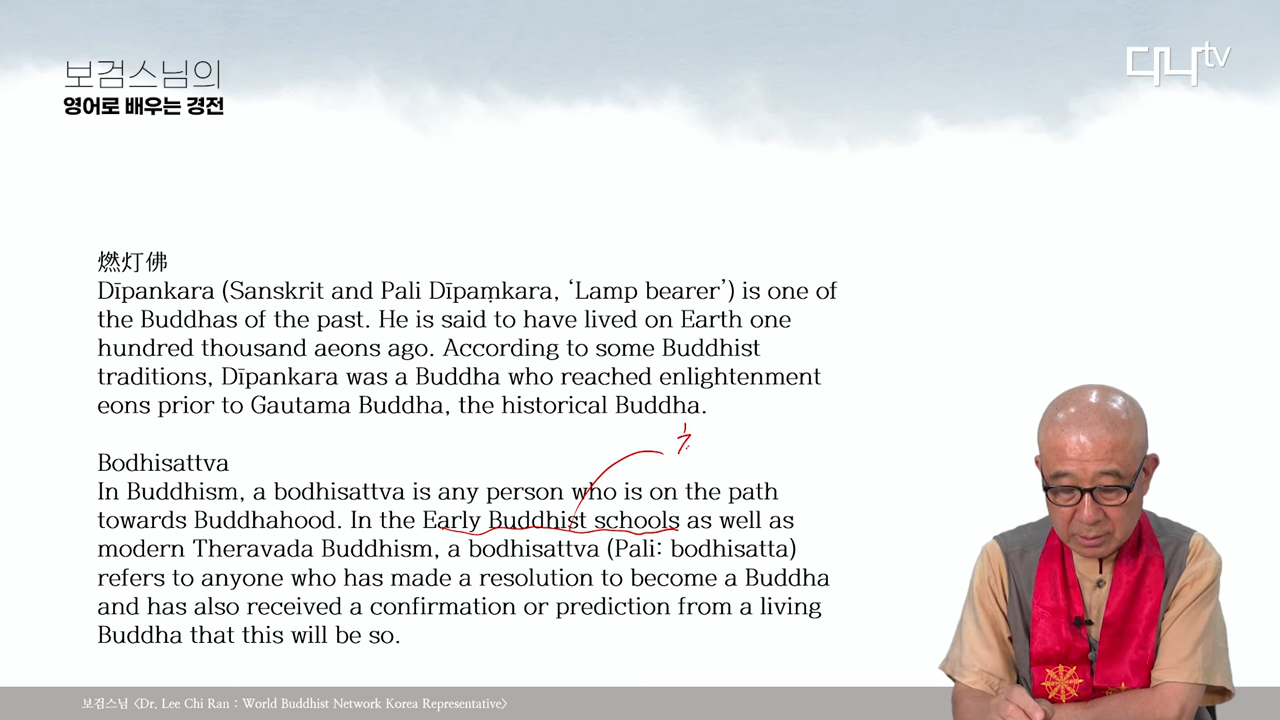 보검스님의
영어로 배우는 경전
다나tv
燃灯佛
Dīpankara (Sanskrit and Pali Dīpaṃkara, ‘Lamp bearer’) is one of
the Buddhas of the past. He is said to have lived on Earth one
hundred thousand aeons ago. According to some Buddhist
traditions, Dīpankara was a Buddha who reached enlightenment
eons prior to Gautama Buddha, the historical Buddha.
Bodhisattva
In Buddhism, a bodhisattva is any person who is on the path
towards Buddhahood. In the Early Buddhist schools as well as
modern Theravada Buddhism, a bodhisattva (Pali: bodhisatta)
refers to anyone who has made a resolution to become a Buddha
and has also received a confirmation or prediction from a living
Buddha that this will be so.
보검스님 <Dr. Lee Chi Ran : World Buddhist Network Korea Representative>